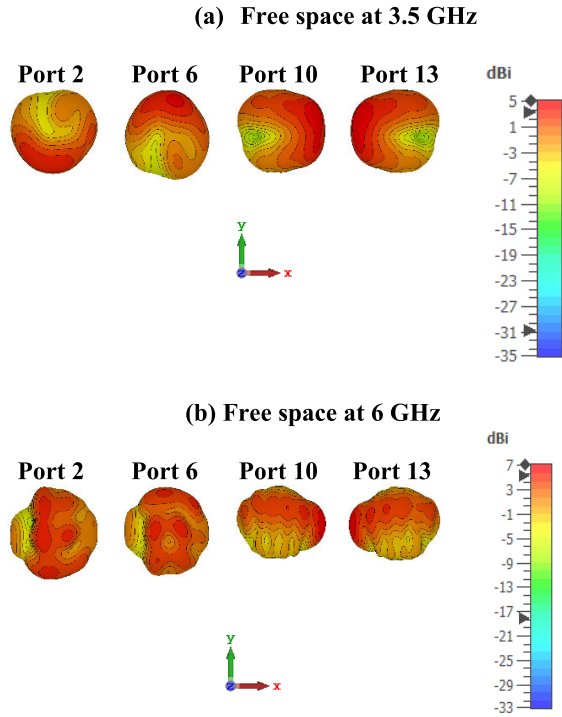 (a) Free space at 3.5 GHz
Port 2 Port 6 Port 10 Port 13
dBi
5
1
-3
-7
-11
-15
-19
-23
-27
-31
-35
y
z
x
(b) Free space at 6 GHz
Port 2 Port 6 Port 10 Port 13
dBi
7
3
-1
-5
-9
-13
-17
-21
-25
-29
-33
y
z
x